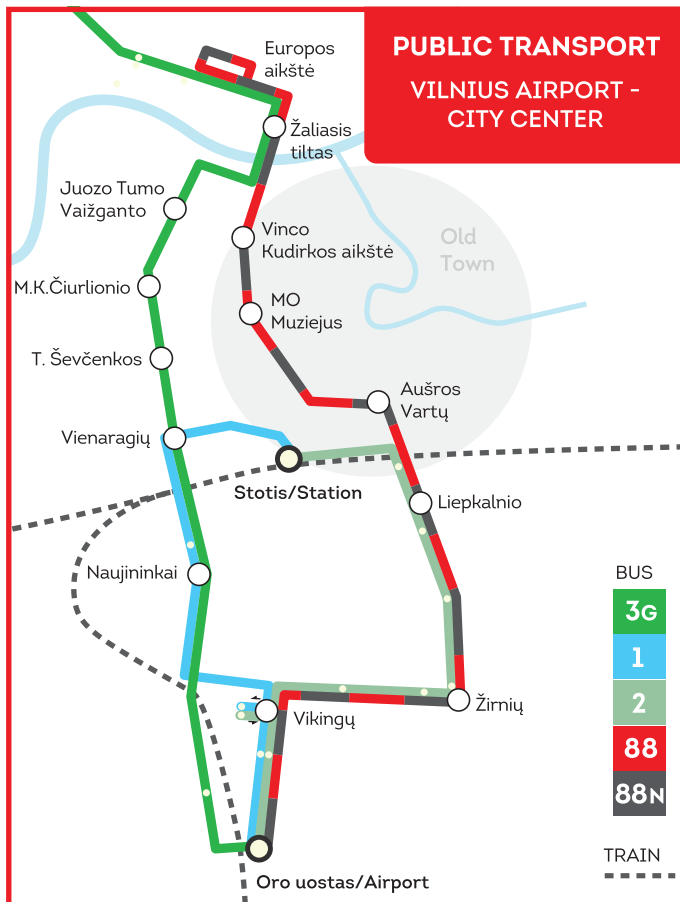 PUBLIC TRANSPORT
VILNIUS AIRPORT -
CITY CENTER
Europos
aikštė
Žaliasis
tiltas
Juozo Tumo
Vaižganto
Vinco
Kudirkos aikštė
Old
Town
M.K.Čiurlionio
MO
Muziejus
T. Ševčenkos
Aušros
Vartų
Vienaragių
Stotis/Station
Liepkalnio
Naujininkai
BUS
3G
1
2
88
88N
Žirnių
Vikingų
TRAIN
Oro uostas/Airport